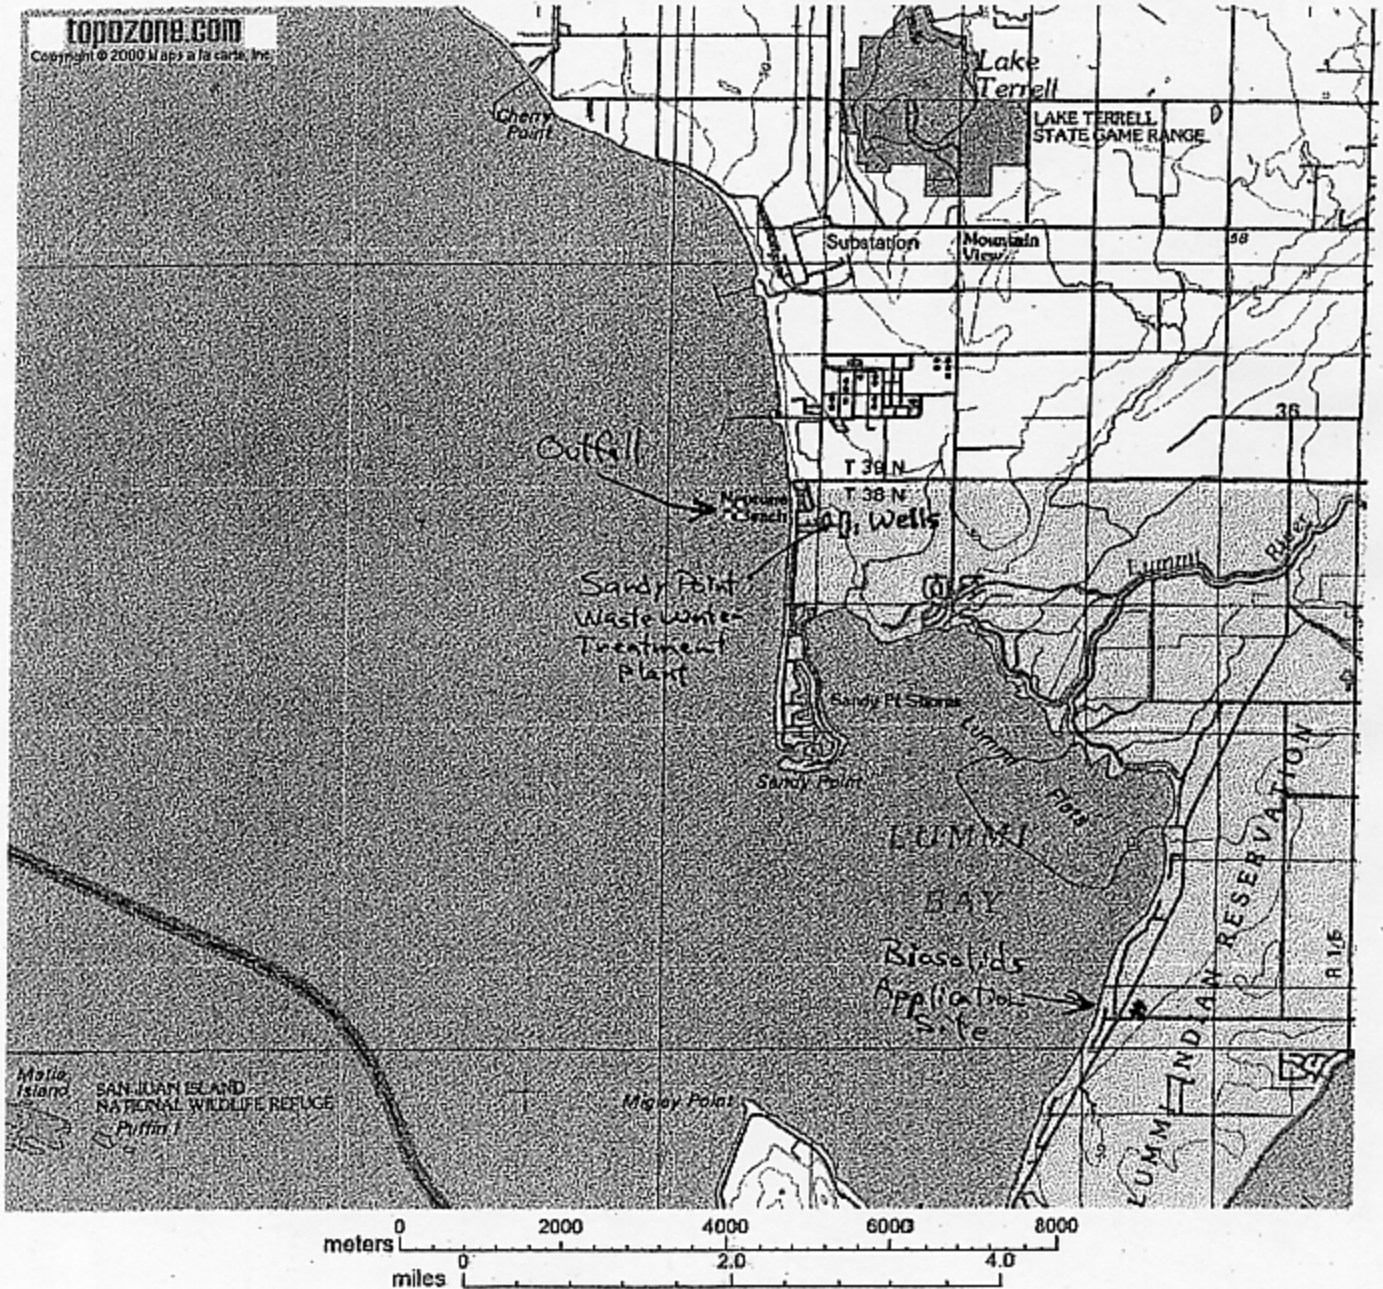 topozone.com
Copyright © 2000 Maps a la carte, Inc.
Lake
Terrell
Cherry
Point
LAKE TERRELL
STATE GAME RANGE
Substation
Mountain
View
58
36
Outfall
T 39 N
T 38 N
Neptune
Beach
Wells
Lummi River
Sandy Point
Waste Water
Treatment
Plant
Sandy Pt Shores
Lummi
Flats
Sandy Point
LUMMI
BAY
LUMMI INDIAN RESERVATION
Biosolids
Application
Site
Matia
Island
SAN JUAN ISLAND
NATIONAL WILDLIFE REFUGE
Puffin I
Migley Point
0 2000 4000 6000 8000
meters
0 2.0 4.0
miles